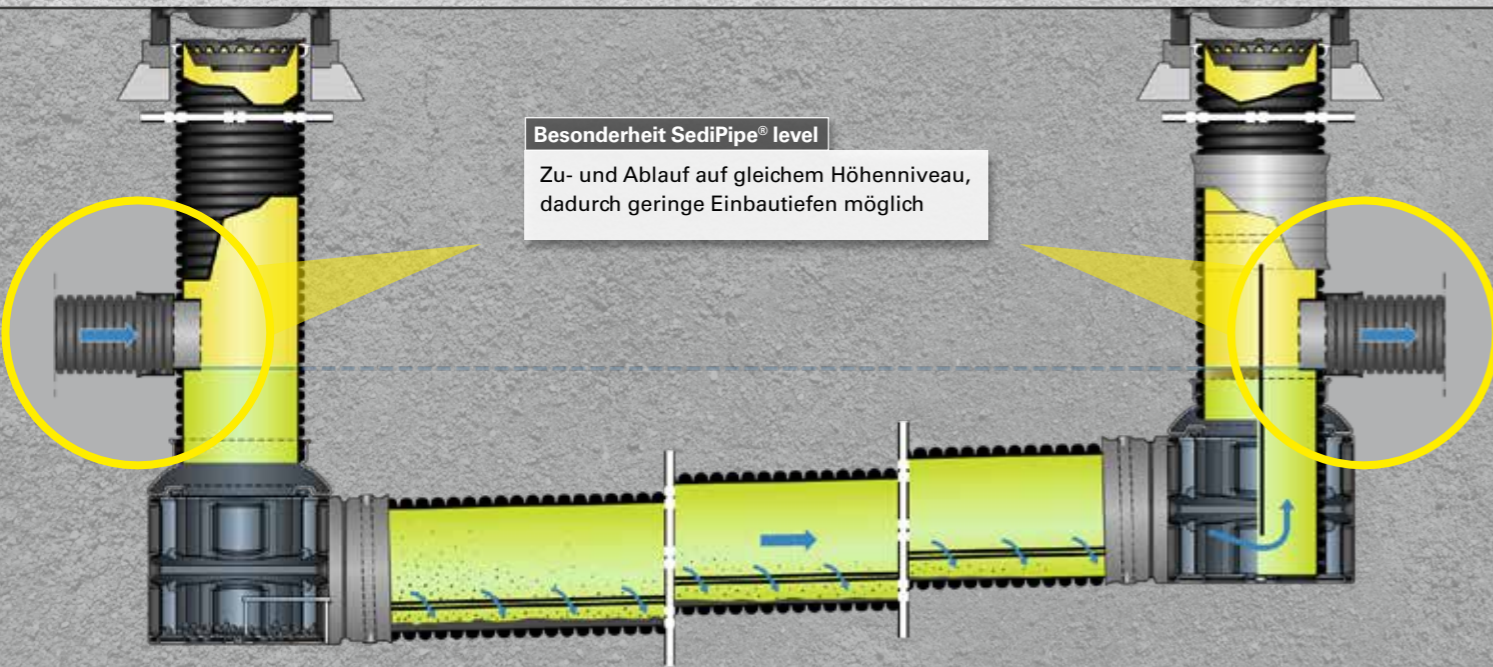 Besonderheit SediPipe® level
Zu- und Ablauf auf gleichem Höhenniveau,
dadurch geringe Einbautiefen möglich